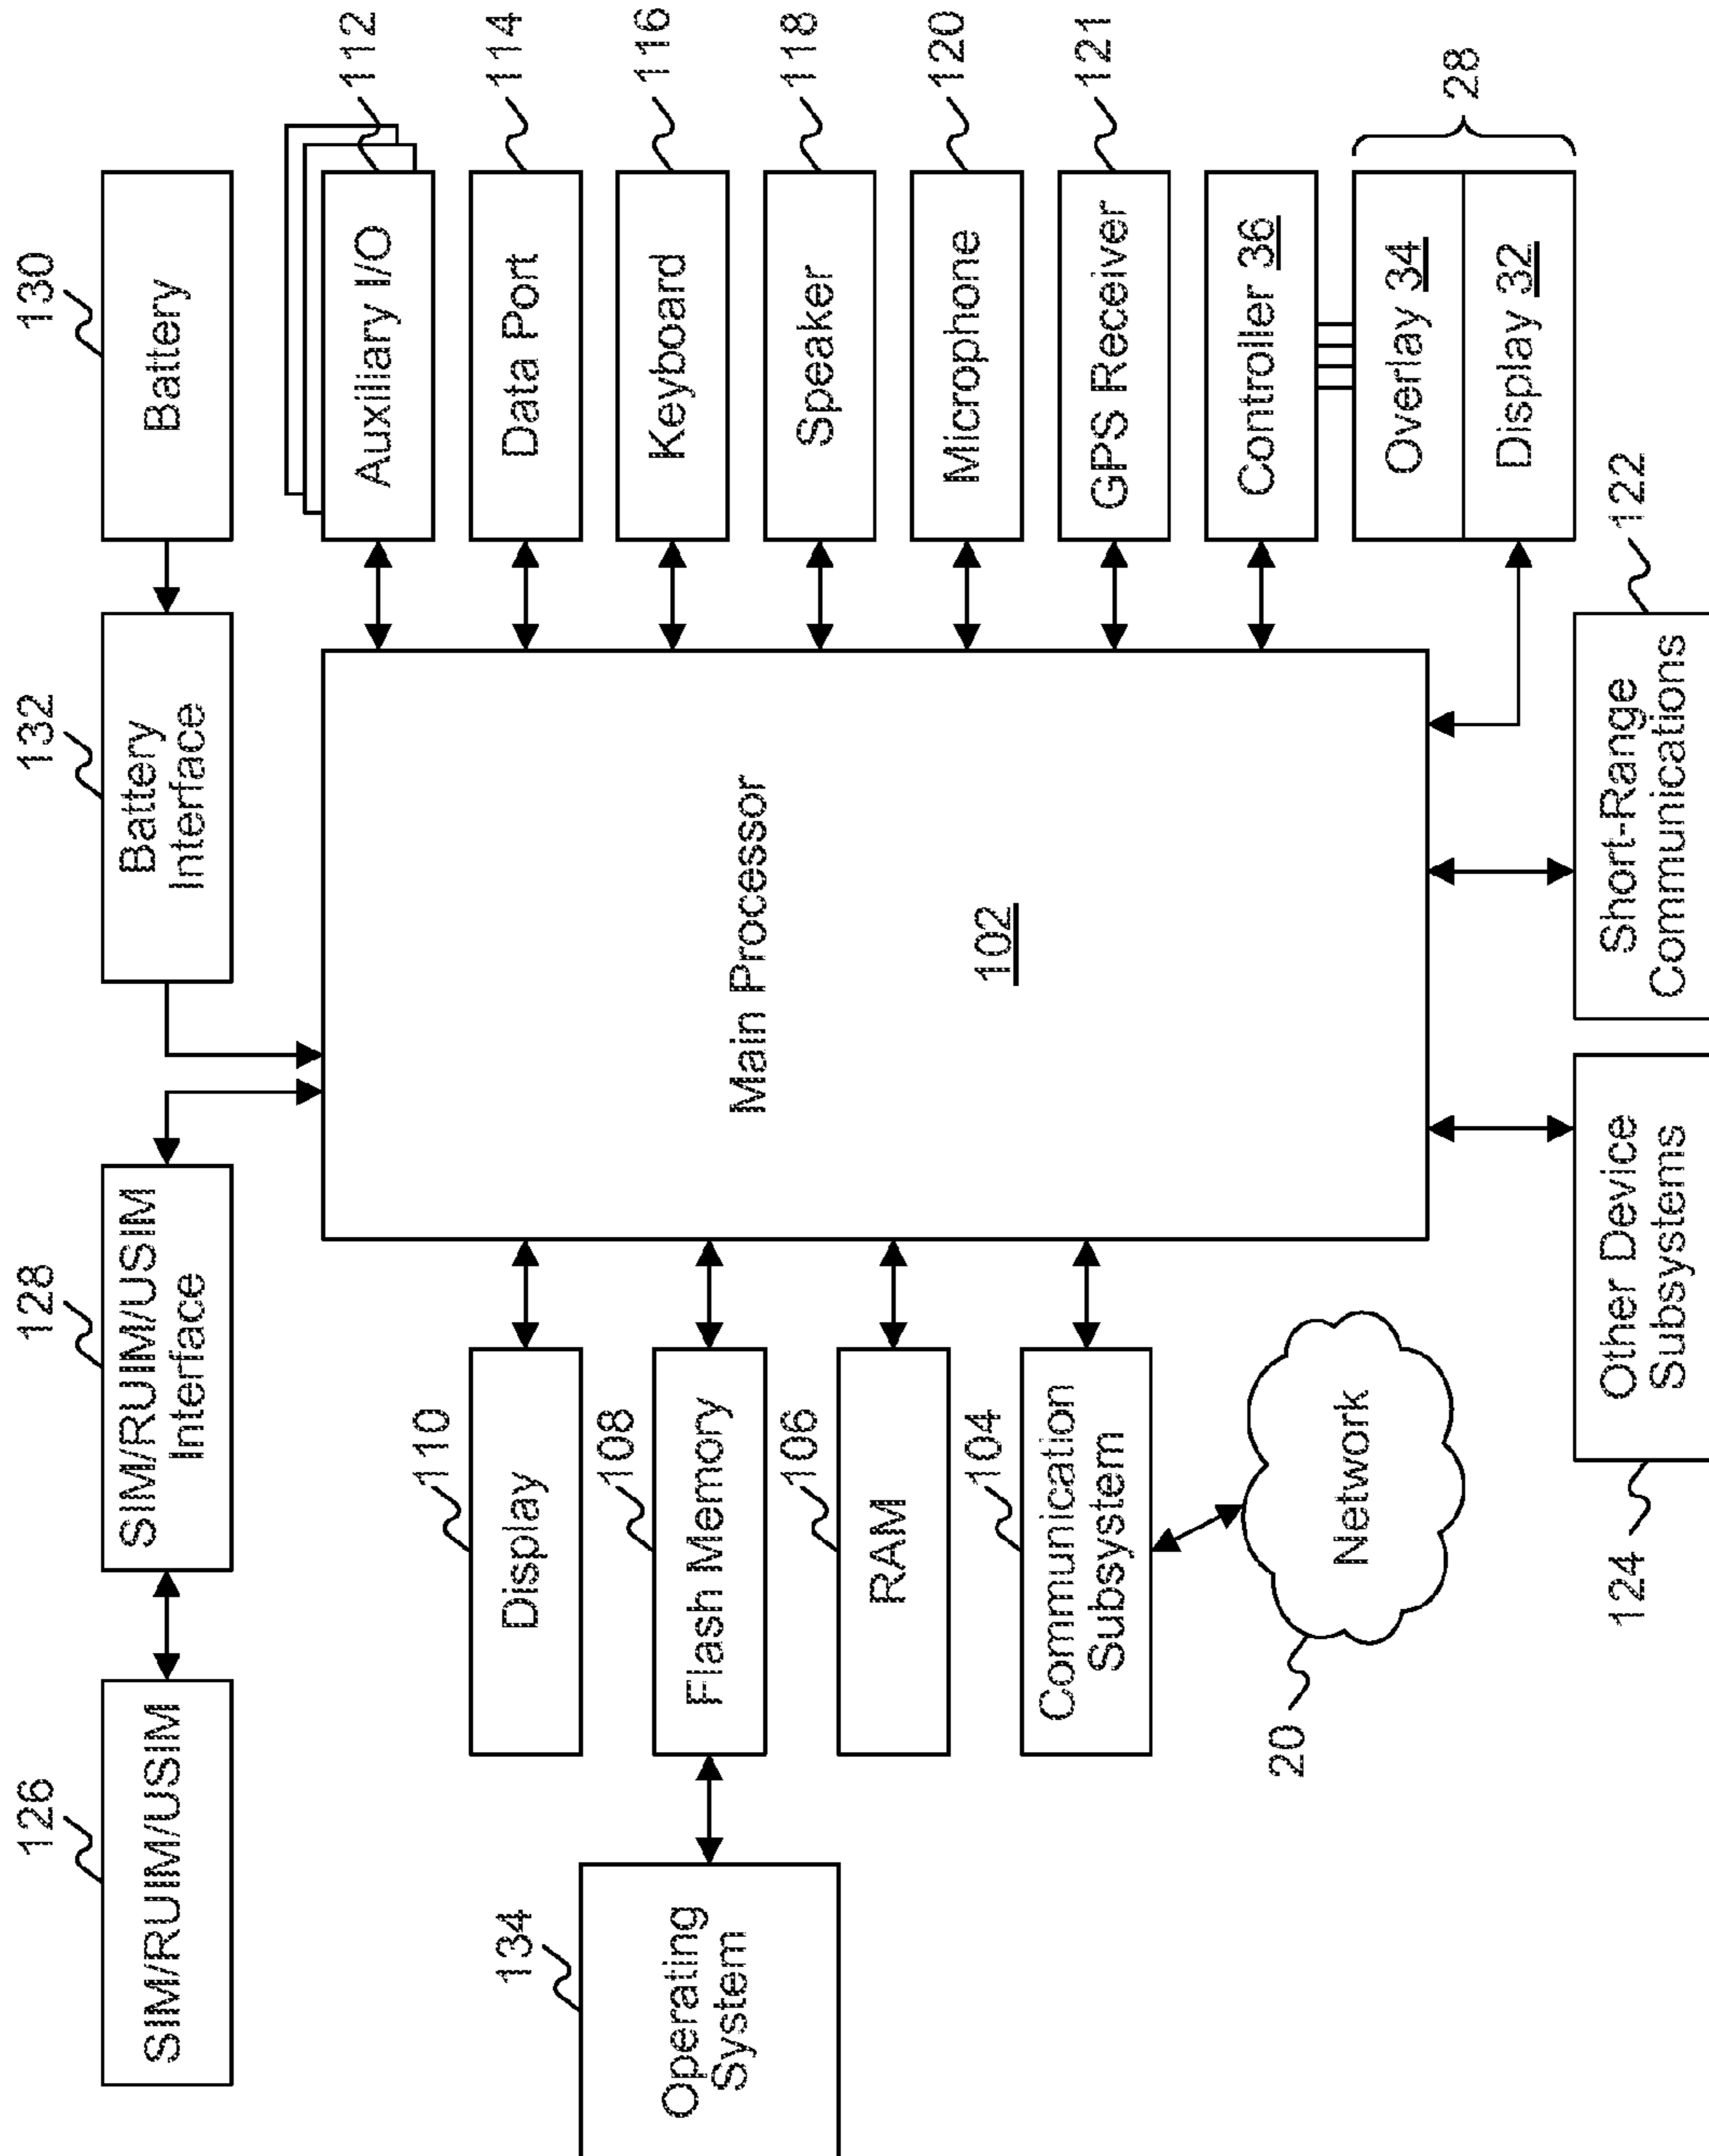 126
128
132
130
SIM/RUIM/USIM
SIM/RUIM/USIM
Interface
Battery
Interface
Battery
134
Operating
System
110
Display
108
Flash Memory
106
RAM
104
Communication
Subsystem
20
Network
Main Processor
102
Auxiliary I/O
112
Data Port
114
Keyboard
116
Speaker
118
Microphone
120
GPS Receiver
121
Controller 36
Overlay 34
Display 32
28
124
Other Device
Subsystems
Short-Range
Communications
122